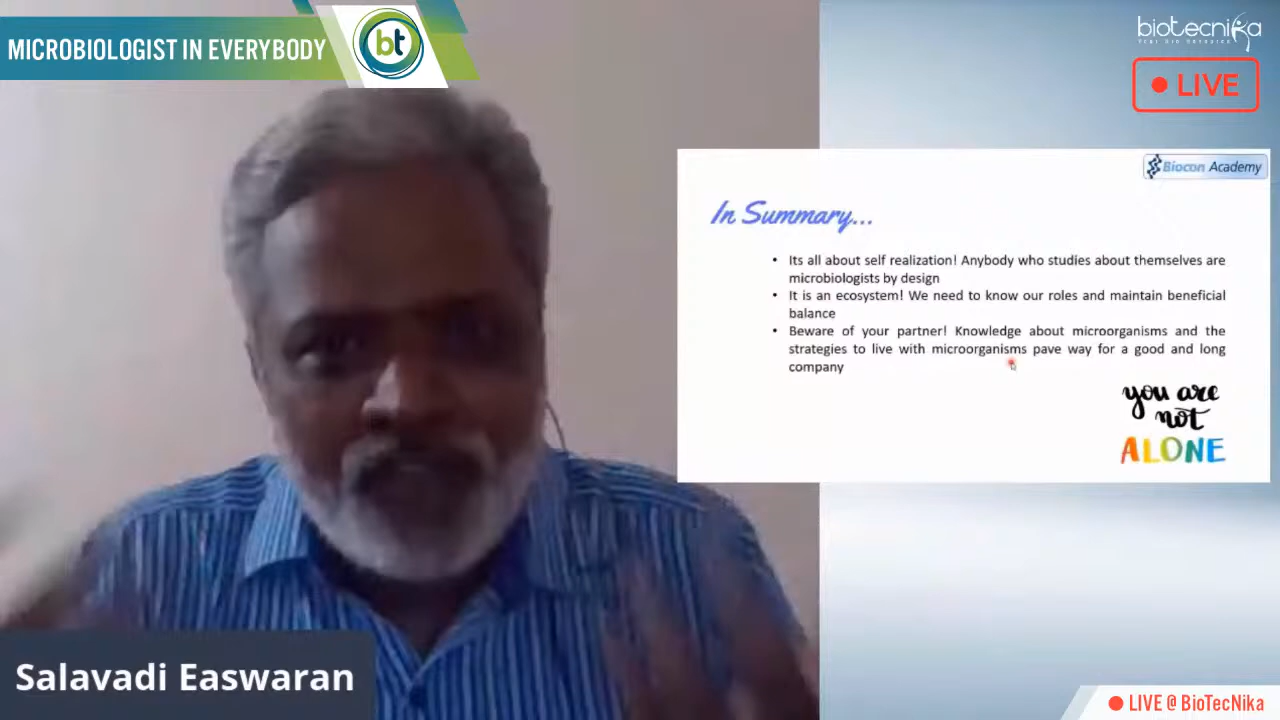 MICROBIOLOGIST IN EVERYBODY
bt
biotecnika
LIVE
Biocon Academy
In Summary...
• Its all about self realization! Anybody who studies about themselves are
microbiologists by design
• It is an ecosystem! We need to know our roles and maintain beneficial
balance
• Beware of your partner! Knowledge about microorganisms and the
strategies to live with microorganisms pave way for a good and long
company
you are
not
ALONE
Salavadi Easwaran
LIVE @ BioTecNika